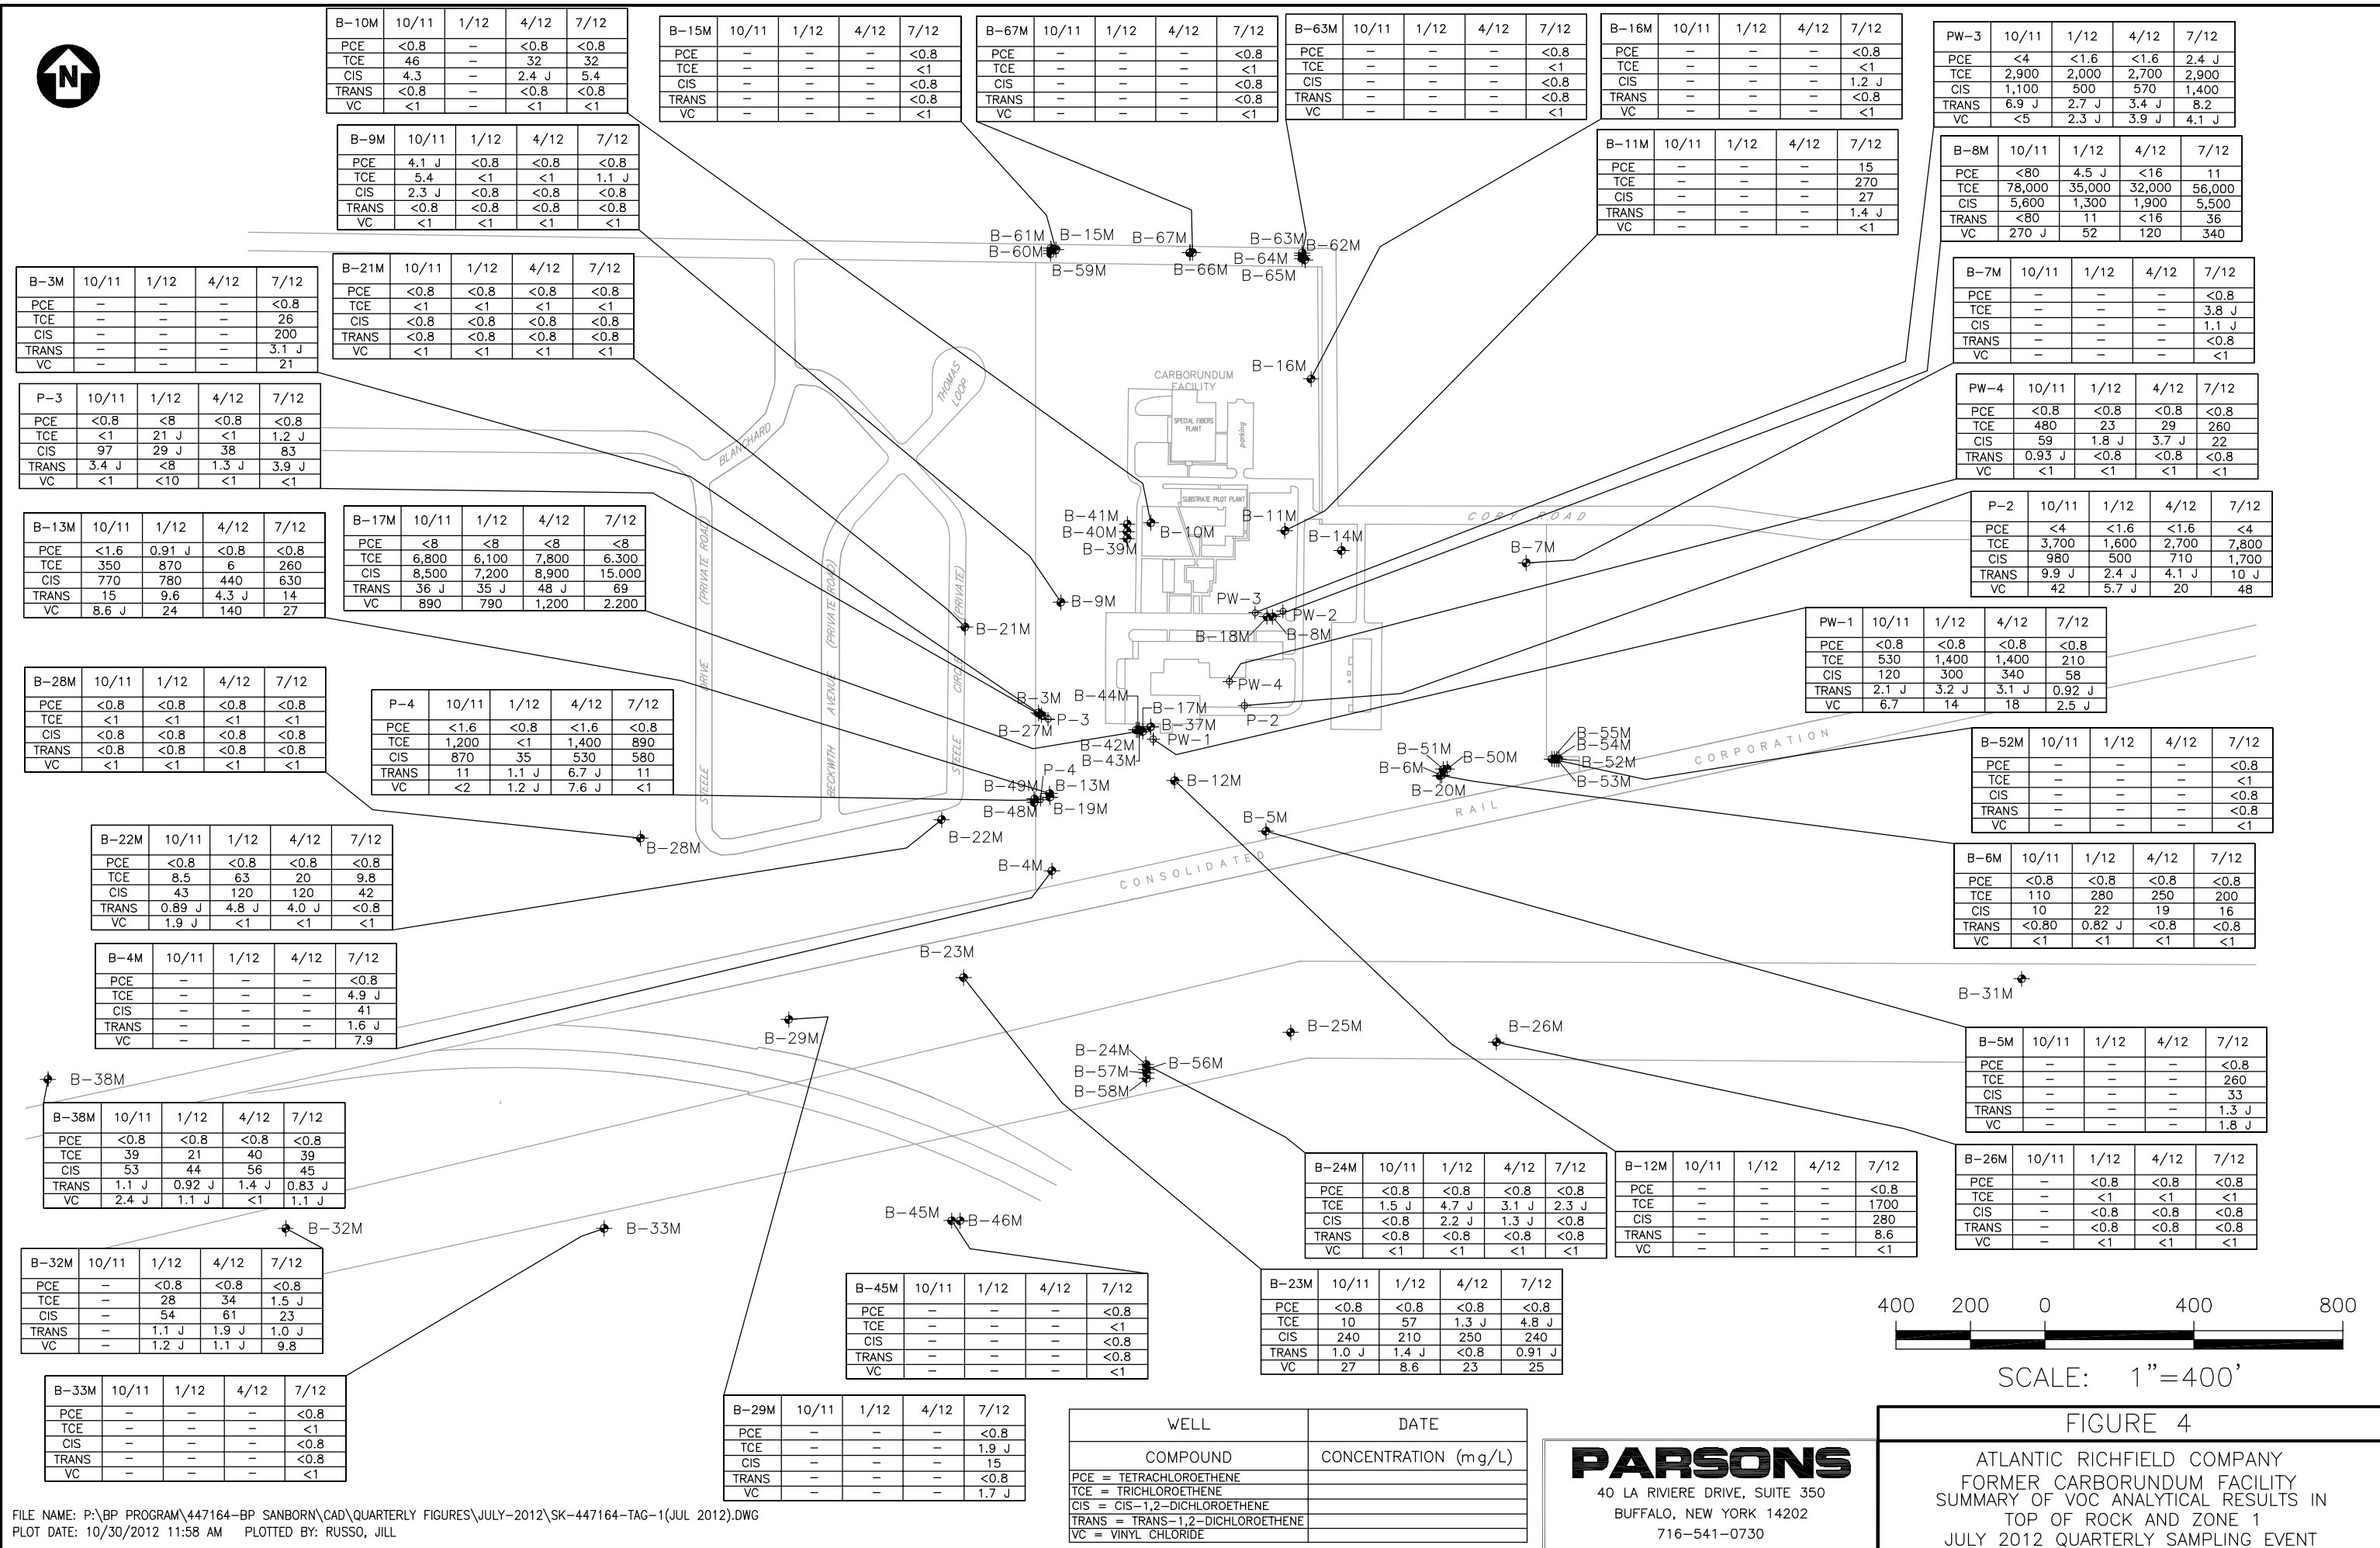 B-10M 10/11 1/12 4/12 7/12
PCE <0.8 - <0.8 <0.8
TCE 46 - 32 32
CIS 4.3 - 2.4 J 5.4
TRANS <0.8 - <0.8 <0.8
VC <1 - <1 <1
B-15M 10/11 1/12 4/12 7/12
PCE - - - <0.8
TCE - - - <1
CIS - - - <0.8
TRANS - - - <0.8
VC - - - <1
B-67M 10/11 1/12 4/12 7/12
PCE - - - <0.8
TCE - - - <1
CIS - - - <0.8
TRANS - - - <0.8
VC - - - <1
B-63M 10/11 1/12 4/12 7/12
PCE - - - <0.8
TCE - - - <1
CIS - - - <0.8
TRANS - - - <0.8
VC - - - <1
B-16M 10/11 1/12 4/12 7/12
PCE - - - <0.8
TCE - - - <1
CIS - - - 1.2 J
TRANS - - - <0.8
VC - - - <1
PW-3 10/11 1/12 4/12 7/12
PCE <4 <1.6 <1.6 2.4 J
TCE 2,900 2,000 2,700 2,900
CIS 1,100 500 570 1,400
TRANS 6.9 J 2.7 J 3.4 J 8.2
VC <5 2.3 J 3.9 J 4.1 J
N
B-9M 10/11 1/12 4/12 7/12
PCE 4.1 J <0.8 <0.8 <0.8
TCE 5.4 <1 <1 1.1 J
CIS 2.3 J <0.8 <0.8 <0.8
TRANS <0.8 <0.8 <0.8 <0.8
VC <1 <1 <1 <1
B-11M 10/11 1/12 4/12 7/12
PCE - - - 15
TCE - - - 270
CIS - - - 27
TRANS - - - 1.4 J
VC - - - <1
B-8M 10/11 1/12 4/12 7/12
PCE <80 4.5 J <16 11
TCE 78,000 35,000 32,000 56,000
CIS 5,600 1,300 1,900 5,500
TRANS <80 11 <16 36
VC 270 J 52 120 340
B-3M 10/11 1/12 4/12 7/12
PCE - - - <0.8
TCE - - - 26
CIS - - - 200
TRANS - - - 3.1 J
VC - - - 21
B-21M 10/11 1/12 4/12 7/12
PCE <0.8 <0.8 <0.8 <0.8
TCE <1 <1 <1 <1
CIS <0.8 <0.8 <0.8 <0.8
TRANS <0.8 <0.8 <0.8 <0.8
VC <1 <1 <1 <1
B-7M 10/11 1/12 4/12 7/12
PCE - - - <0.8
TCE - - - 3.8 J
CIS - - - 1.1 J
TRANS - - - <0.8
VC - - - <1
P-3 10/11 1/12 4/12 7/12
PCE <0.8 <8 <0.8 <0.8
TCE <1 21 J <1 1.2 J
CIS 97 29 J 38 83
TRANS 3.4 J <8 1.3 J 3.9 J
VC <1 <10 <1 <1
PW-4 10/11 1/12 4/12 7/12
PCE <0.8 <0.8 <0.8 <0.8
TCE 480 23 29 260
CIS 59 1.8 J 3.7 J 22
TRANS 0.93 J <0.8 <0.8 <0.8
VC <1 <1 <1 <1
B-13M 10/11 1/12 4/12 7/12
PCE <1.6 0.91 J <0.8 <0.8
TCE 350 870 6 260
CIS 770 780 440 630
TRANS 15 9.6 4.3 J 14
VC 8.6 J 24 140 27
B-17M 10/11 1/12 4/12 7/12
PCE <8 <8 <8 <8
TCE 6,800 6,100 7,800 6.300
CIS 8,500 7,200 8,900 15.000
TRANS 36 J 35 J 48 J 69
VC 890 790 1,200 2.200
P-2 10/11 1/12 4/12 7/12
PCE <4 <1.6 <1.6 <4
TCE 3,700 1,600 2,700 7,800
CIS 980 500 710 1,700
TRANS 9.9 J 2.4 J 4.1 J 10 J
VC 42 5.7 J 20 48
PW-1 10/11 1/12 4/12 7/12
PCE <0.8 <0.8 <0.8 <0.8
TCE 530 1,400 1,400 210
CIS 120 300 340 58
TRANS 2.1 J 3.2 J 3.1 J 0.92 J
VC 6.7 14 18 2.5 J
B-28M 10/11 1/12 4/12 7/12
PCE <0.8 <0.8 <0.8 <0.8
TCE <1 <1 <1 <1
CIS <0.8 <0.8 <0.8 <0.8
TRANS <0.8 <0.8 <0.8 <0.8
VC <1 <1 <1 <1
P-4 10/11 1/12 4/12 7/12
PCE <1.6 <0.8 <1.6 <0.8
TCE 1,200 <1 1,400 890
CIS 870 35 530 580
TRANS 11 1.1 J 6.7 J 11
VC <2 1.2 J 7.6 J <1
B-52M 10/11 1/12 4/12 7/12
PCE - - - <0.8
TCE - - - <1
CIS - - - <0.8
TRANS - - - <0.8
VC - - - <1
B-22M 10/11 1/12 4/12 7/12
PCE <0.8 <0.8 <0.8 <0.8
TCE 8.5 63 20 9.8
CIS 43 120 120 42
TRANS 0.89 J 4.8 J 4.0 J <0.8
VC 1.9 J <1 <1 <1
B-6M 10/11 1/12 4/12 7/12
PCE <0.8 <0.8 <0.8 <0.8
TCE 110 280 250 200
CIS 10 22 19 16
TRANS <0.80 0.82 J <0.8 <0.8
VC <1 <1 <1 <1
B-4M 10/11 1/12 4/12 7/12
PCE - - - <0.8
TCE - - - 4.9 J
CIS - - - 41
TRANS - - - 1.6 J
VC - - - 7.9
B-5M 10/11 1/12 4/12 7/12
PCE - - - <0.8
TCE - - - 260
CIS - - - 33
TRANS - - - 1.3 J
VC - - - 1.8 J
B-38M 10/11 1/12 4/12 7/12
PCE <0.8 <0.8 <0.8 <0.8
TCE 39 21 40 39
CIS 53 44 56 45
TRANS 1.1 J 0.92 J 1.4 J 0.83 J
VC 2.4 J 1.1 J <1 1.1 J
B-24M 10/11 1/12 4/12 7/12
PCE <0.8 <0.8 <0.8 <0.8
TCE 1.5 J 4.7 J 3.1 J 2.3 J
CIS <0.8 2.2 J 1.3 J <0.8
TRANS <0.8 <0.8 <0.8 <0.8
VC <1 <1 <1 <1
B-12M 10/11 1/12 4/12 7/12
PCE - - - <0.8
TCE - - - 1700
CIS - - - 280
TRANS - - - 8.6
VC - - - <1
B-26M 10/11 1/12 4/12 7/12
PCE - <0.8 <0.8 <0.8
TCE - <1 <1 <1
CIS - <0.8 <0.8 <0.8
TRANS - <0.8 <0.8 <0.8
VC - <1 <1 <1
B-32M 10/11 1/12 4/12 7/12
PCE - <0.8 <0.8 <0.8
TCE - 28 34 1.5 J
CIS - 54 61 23
TRANS - 1.1 J 1.9 J 1.0 J
VC - 1.2 J 1.1 J 9.8
B-45M 10/11 1/12 4/12 7/12
PCE - - - <0.8
TCE - - - <1
CIS - - - <0.8
TRANS - - - <0.8
VC - - - <1
B-23M 10/11 1/12 4/12 7/12
PCE <0.8 <0.8 <0.8 <0.8
TCE 10 57 1.3 J 4.8 J
CIS 240 210 250 240
TRANS 1.0 J 1.4 J <0.8 0.91 J
VC 27 8.6 23 25
B-33M 10/11 1/12 4/12 7/12
PCE - - - <0.8
TCE - - - <1
CIS - - - <0.8
TRANS - - - <0.8
VC - - - <1
B-29M 10/11 1/12 4/12 7/12
PCE - - - <0.8
TCE - - - 1.9 J
CIS - - - 15
TRANS - - - <0.8
VC - - - 1.7 J
B-61M B-15M B-67M B-63M B-62M
B-60M B-64M
B-59M B-66M B-65M
B-16M
CARBORUNDUM
FACILITY
SPECIAL FIBERS
PLANT
parking
THOMAS
LOOP
BLANCHARD
SUBSTRATE PILOT PLANT
B-41M
B-40M B-10M B-11M
B-39M B-14M
CORY ROAD
B-7M
STEELE DRIVE (PRIVATE ROAD)
BECKWITH AVENUE (PRIVATE ROAD)
STEELE CIRCLE (PRIVATE)
B-9M PW-3 PW-2
B-21M B-18M B-8M
PW-4
B-3M B-44M
B-17M
P-3 B-37M P-2
B-27M B-42M PW-1
B-43M
B-55M
B-54M
B-51M B-50M B-52M
B-6M B-53M
B-20M
P-4
B-49M B-13M B-12M
B-48M B-19M
B-22M B-5M
B-28M
B-4M
CONSOLIDATED RAIL CORPORATION
B-23M
B-31M
B-29M B-25M B-26M
B-24M B-56M
B-57M
B-58M
B-38M
B-32M B-33M B-45M B-46M
400 200 0 400 800
SCALE: 1"=400'
WELL DATE
COMPOUND CONCENTRATION (mg/L)
PCE = TETRACHLOROETHENE
TCE = TRICHLOROETHENE
CIS = CIS-1,2-DICHLOROETHENE
TRANS = TRANS-1,2-DICHLOROETHENE
VC = VINYL CHLORIDE
PARSONS
40 LA RIVIERE DRIVE, SUITE 350
BUFFALO, NEW YORK 14202
716-541-0730
FIGURE 4
ATLANTIC RICHFIELD COMPANY
FORMER CARBORUNDUM FACILITY
SUMMARY OF VOC ANALYTICAL RESULTS IN
TOP OF ROCK AND ZONE 1
JULY 2012 QUARTERLY SAMPLING EVENT
FILE NAME: P:\BP PROGRAM\447164-BP SANBORN\CAD\QUARTERLY FIGURES\JULY-2012\SK-447164-TAG-1(JUL 2012).DWG
PLOT DATE: 10/30/2012 11:58 AM PLOTTED BY: RUSSO, JILL